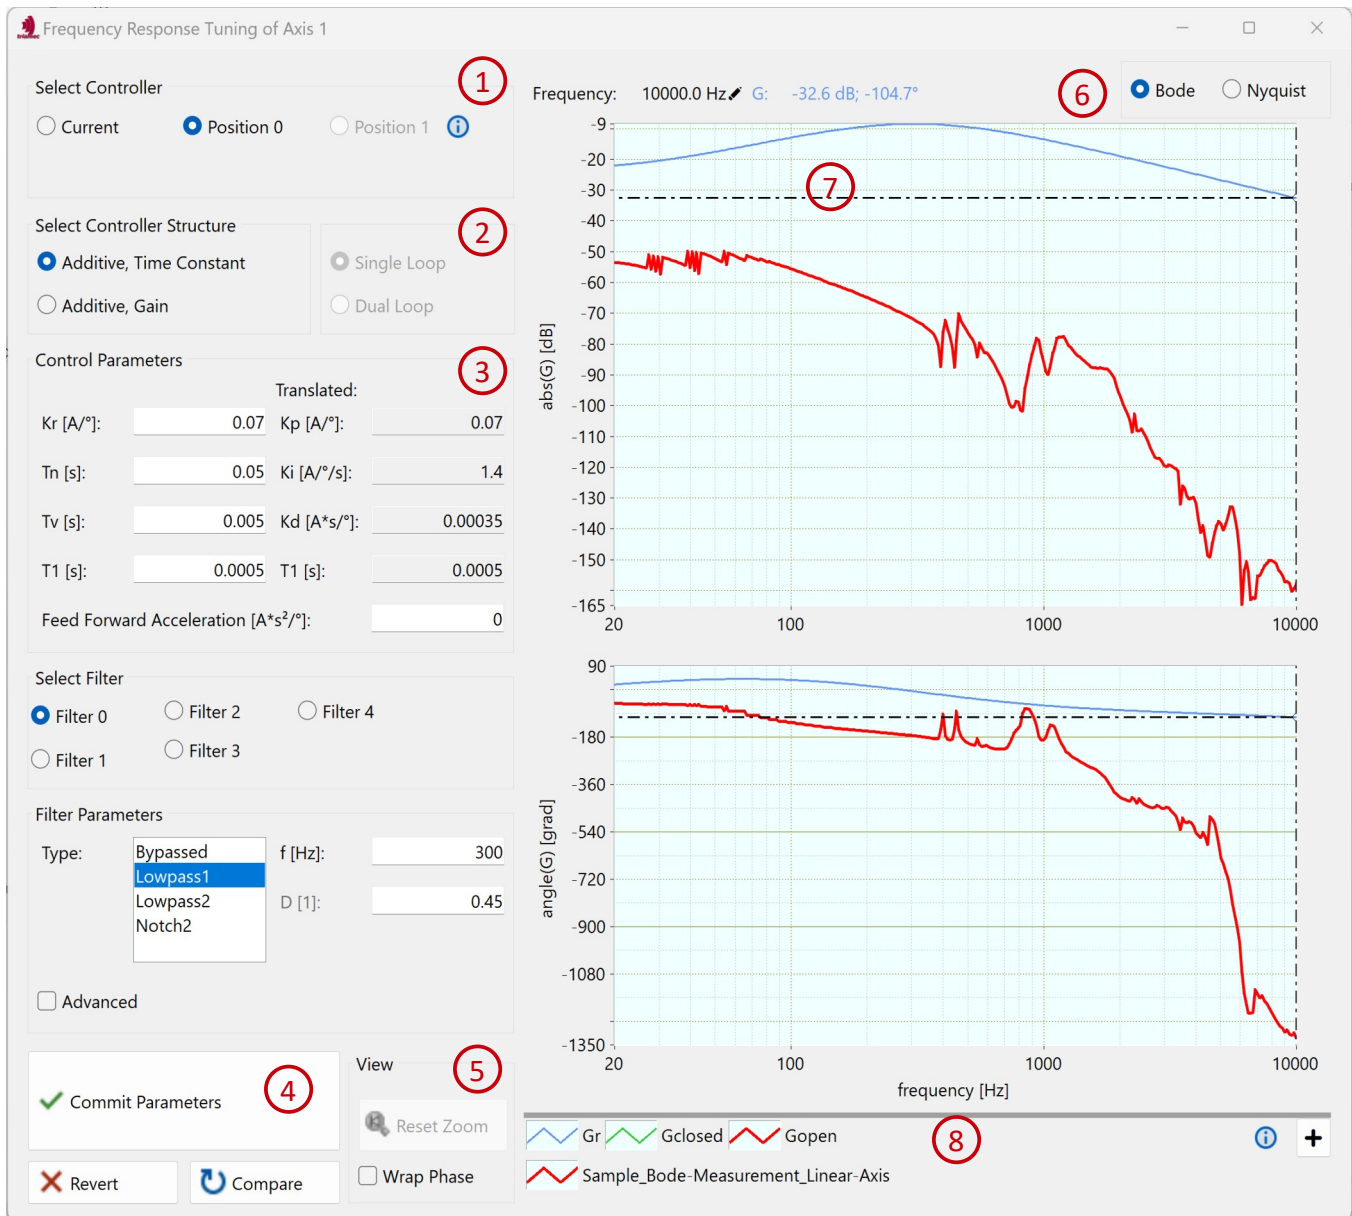 Frequency Response Tuning of Axis 1
Select Controller
1
Current
Position 0
Position 1
Select Controller Structure
2
Additive, Time Constant
Single Loop
Additive, Gain
Dual Loop
Control Parameters
3
Translated:
Kr [A/°]: 0.07 Kp [A/°]: 0.07
Tn [s]: 0.05 Ki [A/°/s]: 1.4
Tv [s]: 0.005 Kd [A*s/°]: 0.00035
T1 [s]: 0.0005 T1 [s]: 0.0005
Feed Forward Acceleration [A*s²/°]: 0
Select Filter
Filter 0
Filter 2
Filter 4
Filter 1
Filter 3
Filter Parameters
Type:
Bypassed
Lowpass1
Lowpass2
Notch2
f [Hz]: 300
D [1]: 0.45
Advanced
Commit Parameters
4
Revert
Compare
View
5
Reset Zoom
Wrap Phase
Frequency: 10000.0 Hz G: -32.6 dB; -104.7°
6
Bode
Nyquist
7
abs(G) [dB]
-9
-20
-30
-40
-50
-60
-70
-80
-90
-100
-110
-120
-130
-140
-150
-165
20 100 1000 10000
angle(G) [grad]
90
-180
-360
-540
-720
-900
-1080
-1350
20 100 1000 10000
frequency [Hz]
Gr Gclosed Gopen
8
Sample_Bode-Measurement_Linear-Axis